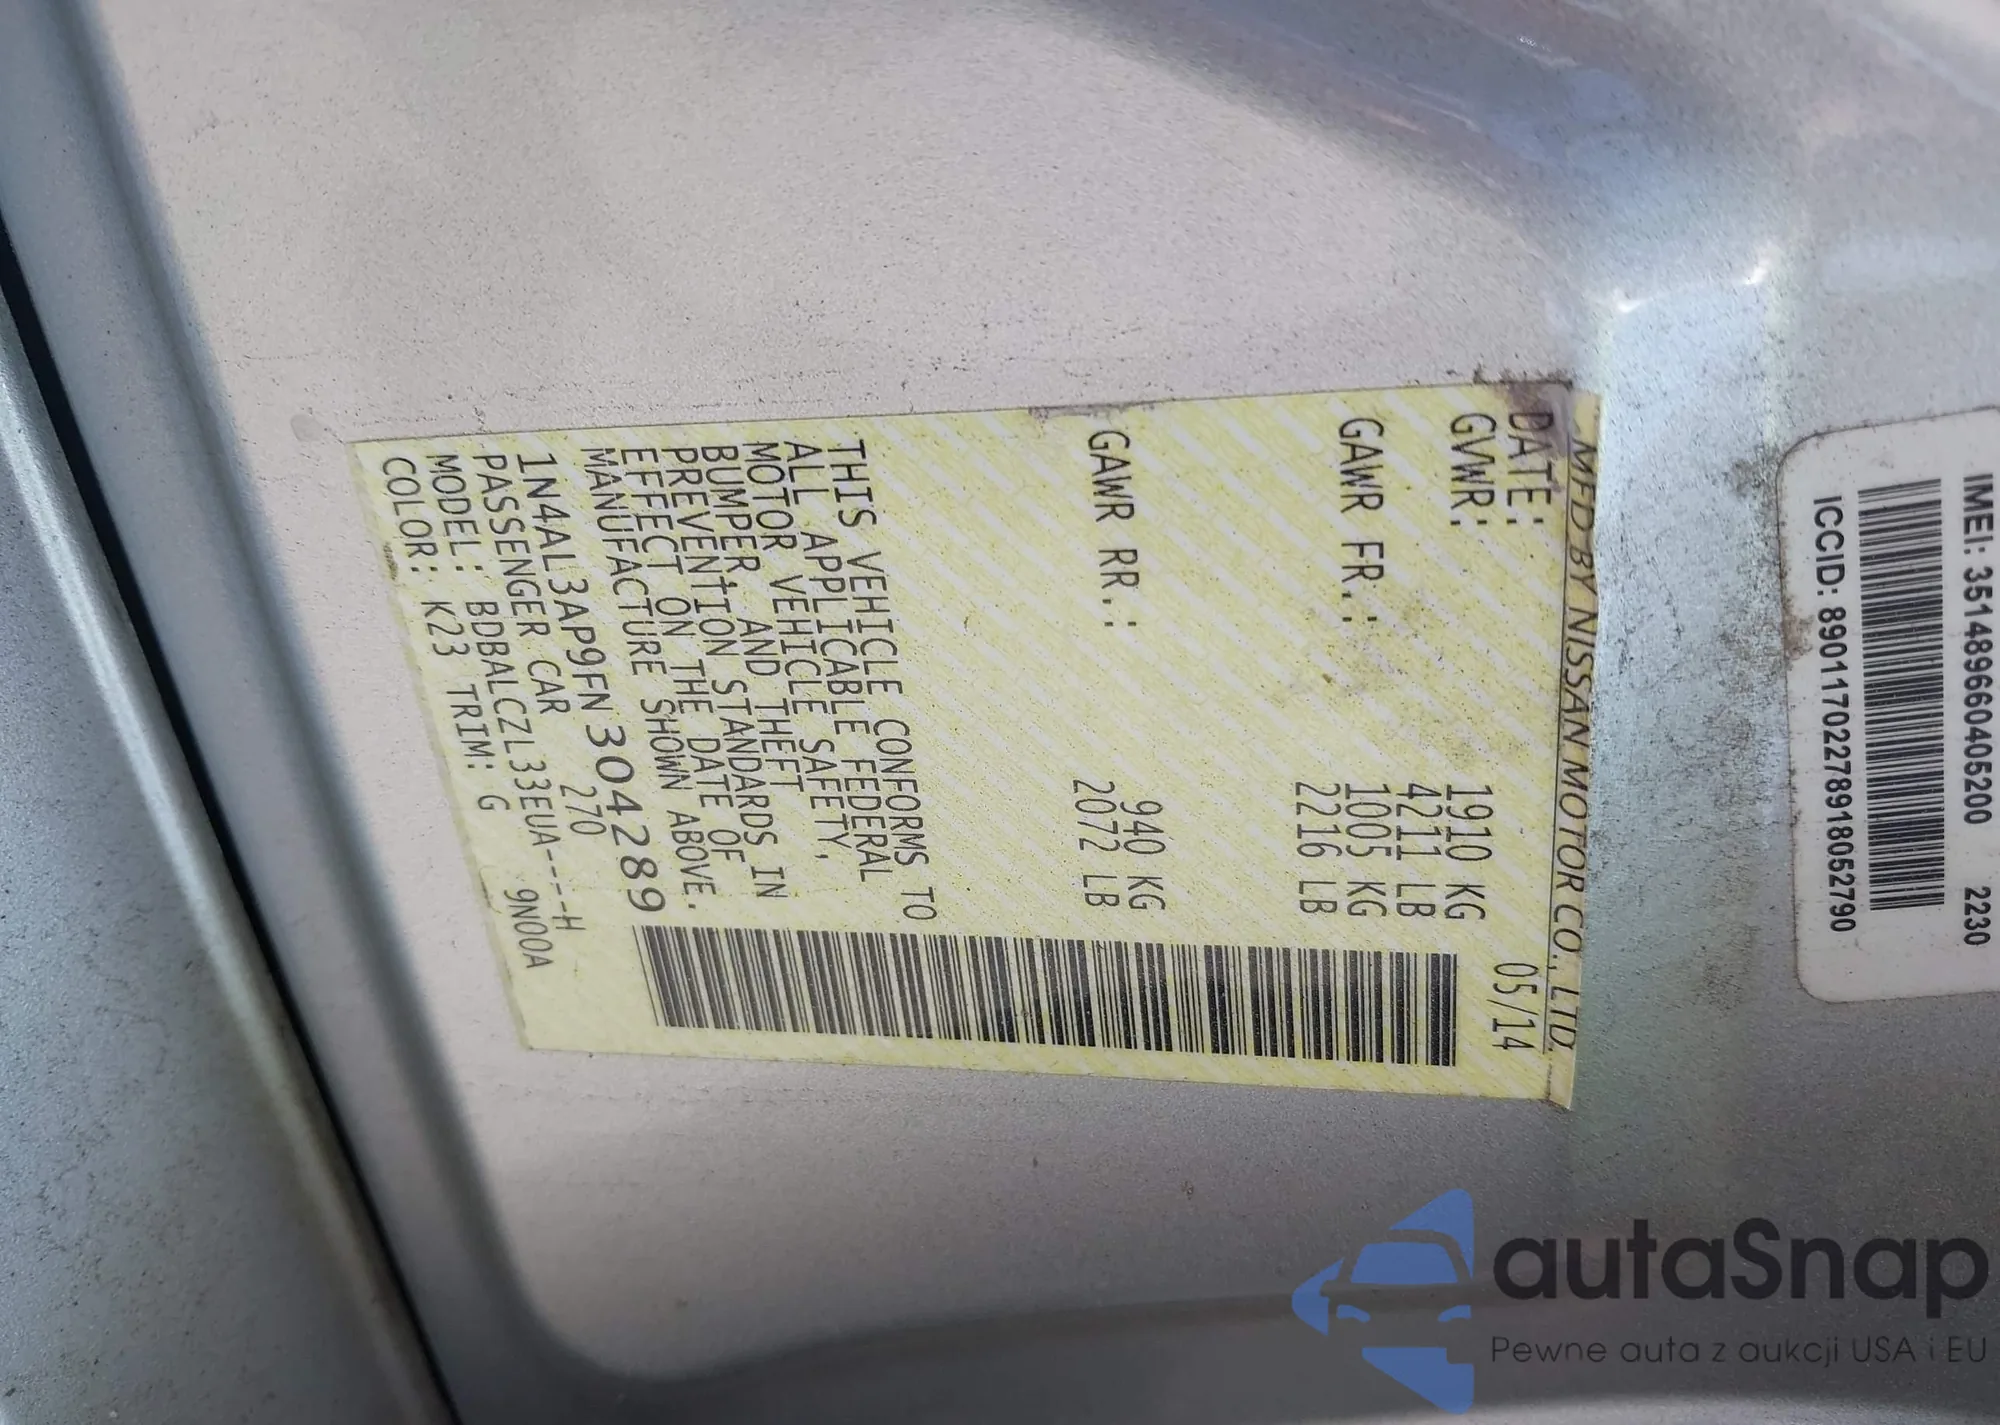 MFD BY NISSAN MOTOR CO., LTD.
DATE: 05/14
GVWR: 1910 KG
4211 LB
GAWR FR.: 1005 KG
2216 LB
GAWR RR.: 940 KG
2072 LB
THIS VEHICLE CONFORMS TO
ALL APPLICABLE FEDERAL
MOTOR VEHICLE SAFETY,
BUMPER, AND THEFT
PREVENTION STANDARDS IN
EFFECT ON THE DATE OF
MANUFACTURE SHOWN ABOVE.
1N4AL3AP9FN304289
PASSENGER CAR 270
MODEL: BDBALCZL33EUA----H
COLOR: K23 TRIM: G 9N00A
IMEI: 351489660405200 2230
ICCID: 89011702278918052790
autaSnap
Pewne auta z aukcji USA i EU